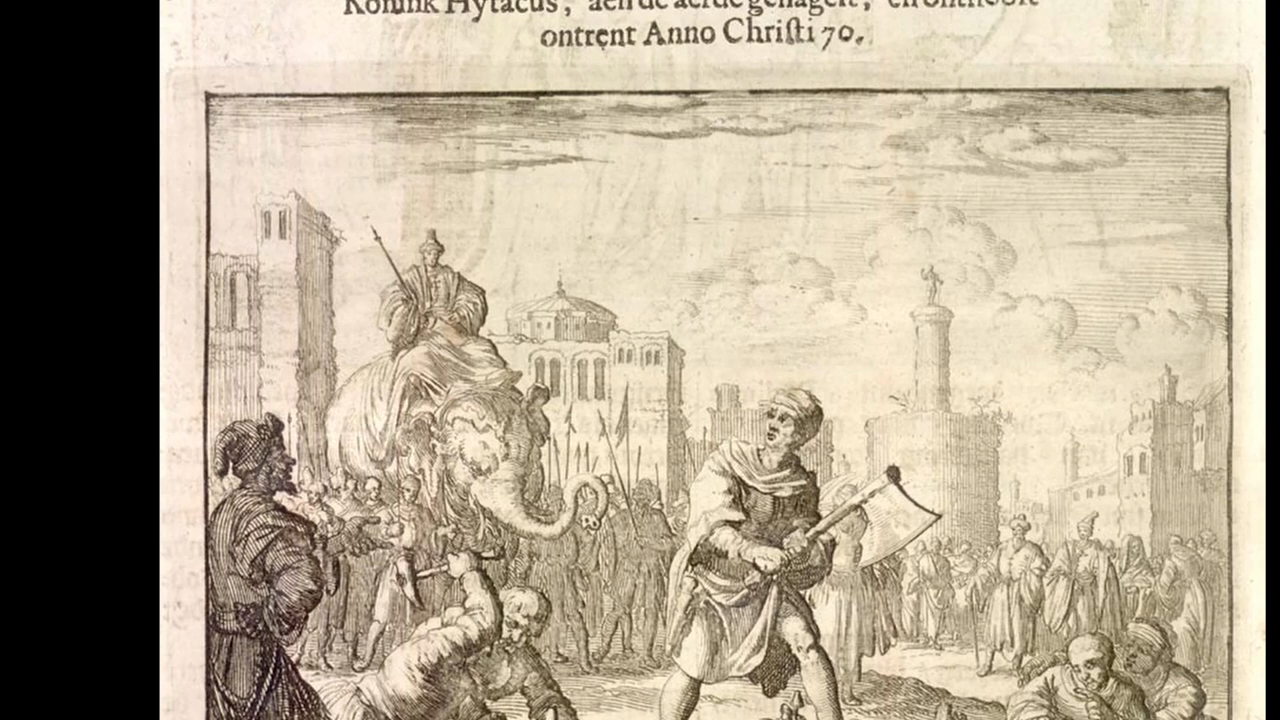 Konink Hytacus, aen de aerde genagelt, en onthooft
ontrent Anno Chriſti 70.